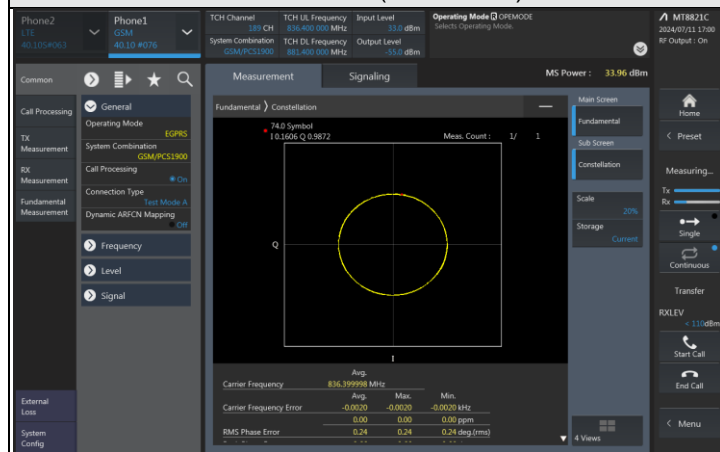 Phone2
LTE
40.10S#063
Phone1
GSM
40.10 #076
TCH Channel
189 CH
TCH UL Frequency
836.400 000 MHz
Input Level
33.0 dBm
System Combination
GSM/PCS1900
TCH DL Frequency
881.400 000 MHz
Output Level
-55.0 dBm
Operating Mode OPEMODE
Selects Operating Mode.
MT8821C
2024/07/11 17:00
RF Output : On
Common
Call Processing
TX
Measurement
RX
Measurement
Fundamental
Measurement
External
Loss
System
Config
General
Operating Mode
EGPRS
System Combination
GSM/PCS1900
Call Processing
On
Connection Type
Test Mode A
Dynamic ARFCN Mapping
Off
Frequency
Level
Signal
Measurement
Signaling
MS Power : 33.96 dBm
Fundamental Constellation
74.0 Symbol
I 0.1606 Q 0.9872
Meas. Count : 1/ 1
Q
I
Avg.
Carrier Frequency 836.399998 MHz
Avg. Max. Min.
Carrier Frequency Error -0.0020 -0.0020 -0.0020 kHz
0.00 0.00 0.00 ppm
RMS Phase Error 0.24 0.24 0.24 deg.(rms)
Main Screen
Fundamental
Sub Screen
Constellation
Scale
20%
Storage
Current
4 Views
Home
Preset
Measuring...
Tx
Rx
Single
Continuous
Transfer
RXLEV
< 110dBm
Start Call
End Call
Menu